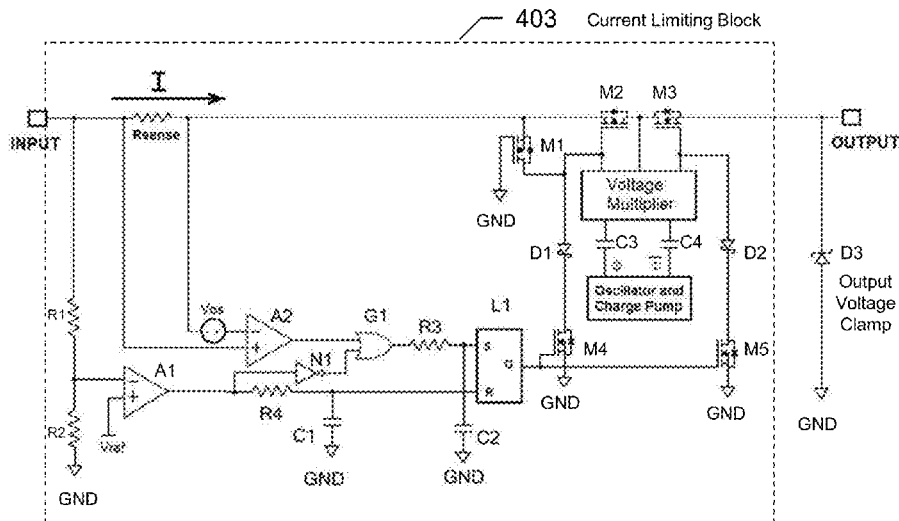 403 Current Limiting Block
I
M2 M3
INPUT
Rsense
M1
OUTPUT
GND
Voltage
Multiplier
D1
C3
C4
D2
D3
Output
Voltage
Clamp
Oscillator and
Charge Pump
R1
Vos
A2
G1
R3
L1
S
Q
R
M4
M5
A1
N1
R4
R2
Vref
C1
C2
GND
GND
GND
GND
GND
GND